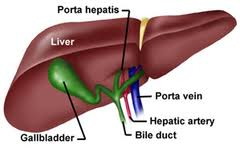 Porta hepatis
Liver
Porta vein
Hepatic artery
Gallbladder
Bile duct